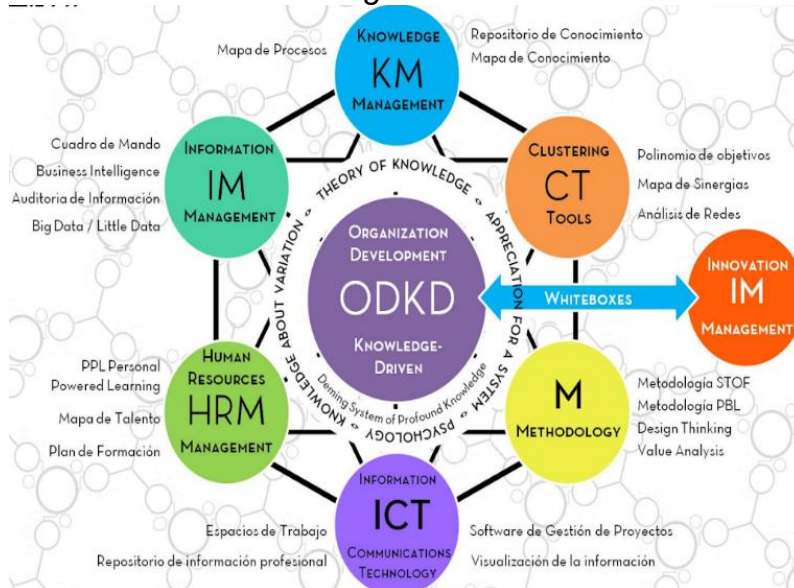 KNOWLEDGE
KM
MANAGEMENT
Mapa de Procesos
Repositorio de Conocimiento
Mapa de Conocimiento
INFORMATION
IM
MANAGEMENT
Cuadro de Mando
Business Intelligence
Auditoria de Información
Big Data / Little Data
CLUSTERING
CT
TOOLS
Polinomio de objetivos
Mapa de Sinergias
Análisis de Redes
THEORY OF KNOWLEDGE
APPRECIATION FOR A SYSTEM
PSYCHOLOGY
KNOWLEDGE ABOUT VARIATION
ORGANIZATION
DEVELOPMENT
ODKD
KNOWLEDGE-
DRIVEN
Deming System of Profound Knowledge
WHITEBOXES
INNOVATION
IM
MANAGEMENT
HUMAN
RESOURCES
HRM
MANAGEMENT
PPL Personal
Powered Learning
Mapa de Talento
Plan de Formación
M
METHODOLOGY
Metodología STOF
Metodología PBL
Design Thinking
Value Analysis
INFORMATION
ICT
COMMUNICATIONS
TECHNOLOGY
Espacios de Trabajo
Repositorio de información profesional
Software de Gestión de Proyectos
Visualización de la información